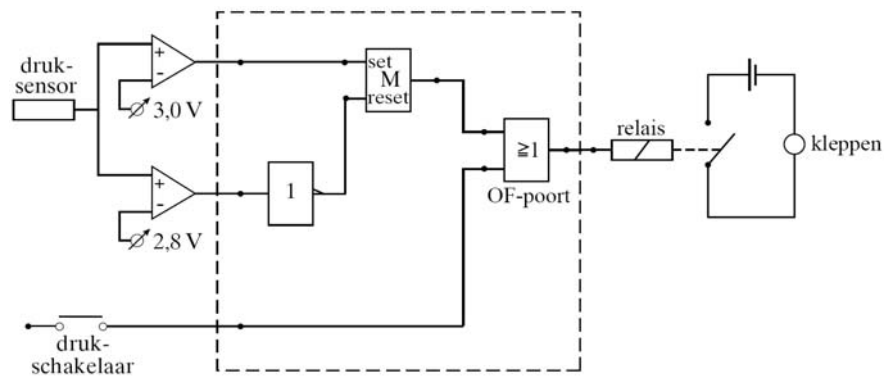 druk-
sensor
+
-
3,0 V
set
M
reset
+
-
2,8 V
1
≧1
OF-poort
relais
kleppen
druk-
schakelaar